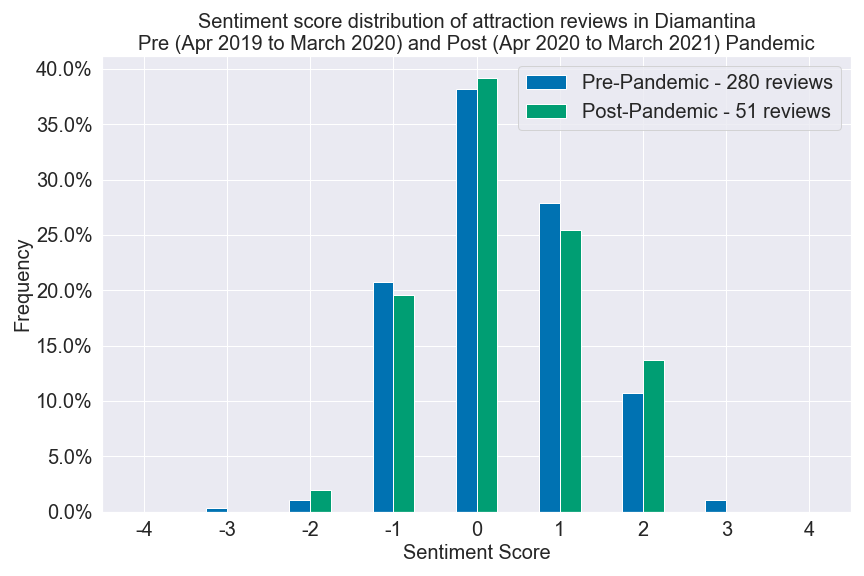 Sentiment score distribution of attraction reviews in Diamantina
Pre (Apr 2019 to March 2020) and Post (Apr 2020 to March 2021) Pandemic
40.0%
35.0%
30.0%
25.0%
20.0%
15.0%
10.0%
5.0%
0.0%
Frequency
Pre-Pandemic - 280 reviews
Post-Pandemic - 51 reviews
-4 -3 -2 -1 0 1 2 3 4
Sentiment Score